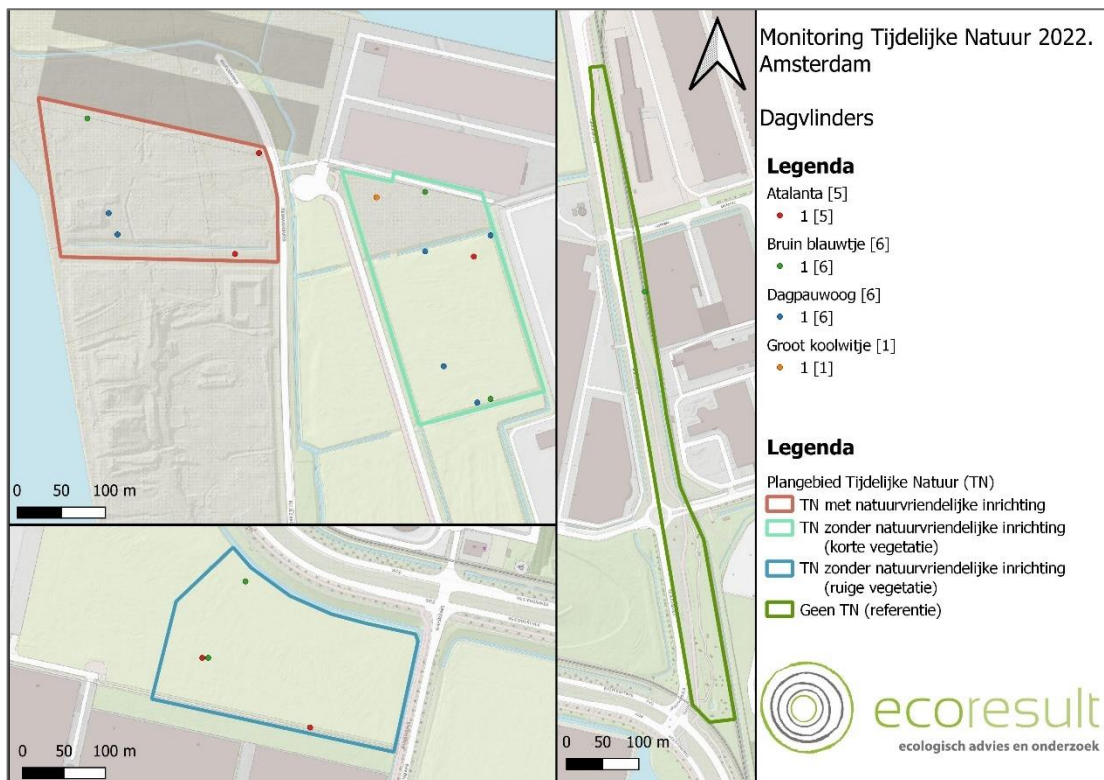 Monitoring Tijdelijke Natuur 2022.
Amsterdam
Dagvlinders
Legenda
Atalanta [5]
1 [5]
Bruin blauwtje [6]
1 [6]
Dagpauwoog [6]
1 [6]
Groot koolwitje [1]
1 [1]
Legenda
Plangebied Tijdelijke Natuur (TN)
TN met natuurvriendelijke inrichting
TN zonder natuurvriendelijke inrichting
(korte vegetatie)
TN zonder natuurvriendelijke inrichting
(ruige vegetatie)
Geen TN (referentie)
ecoresult
ecologisch advies en onderzoek
0 50 100 m
0 50 100 m
0 50 100 m